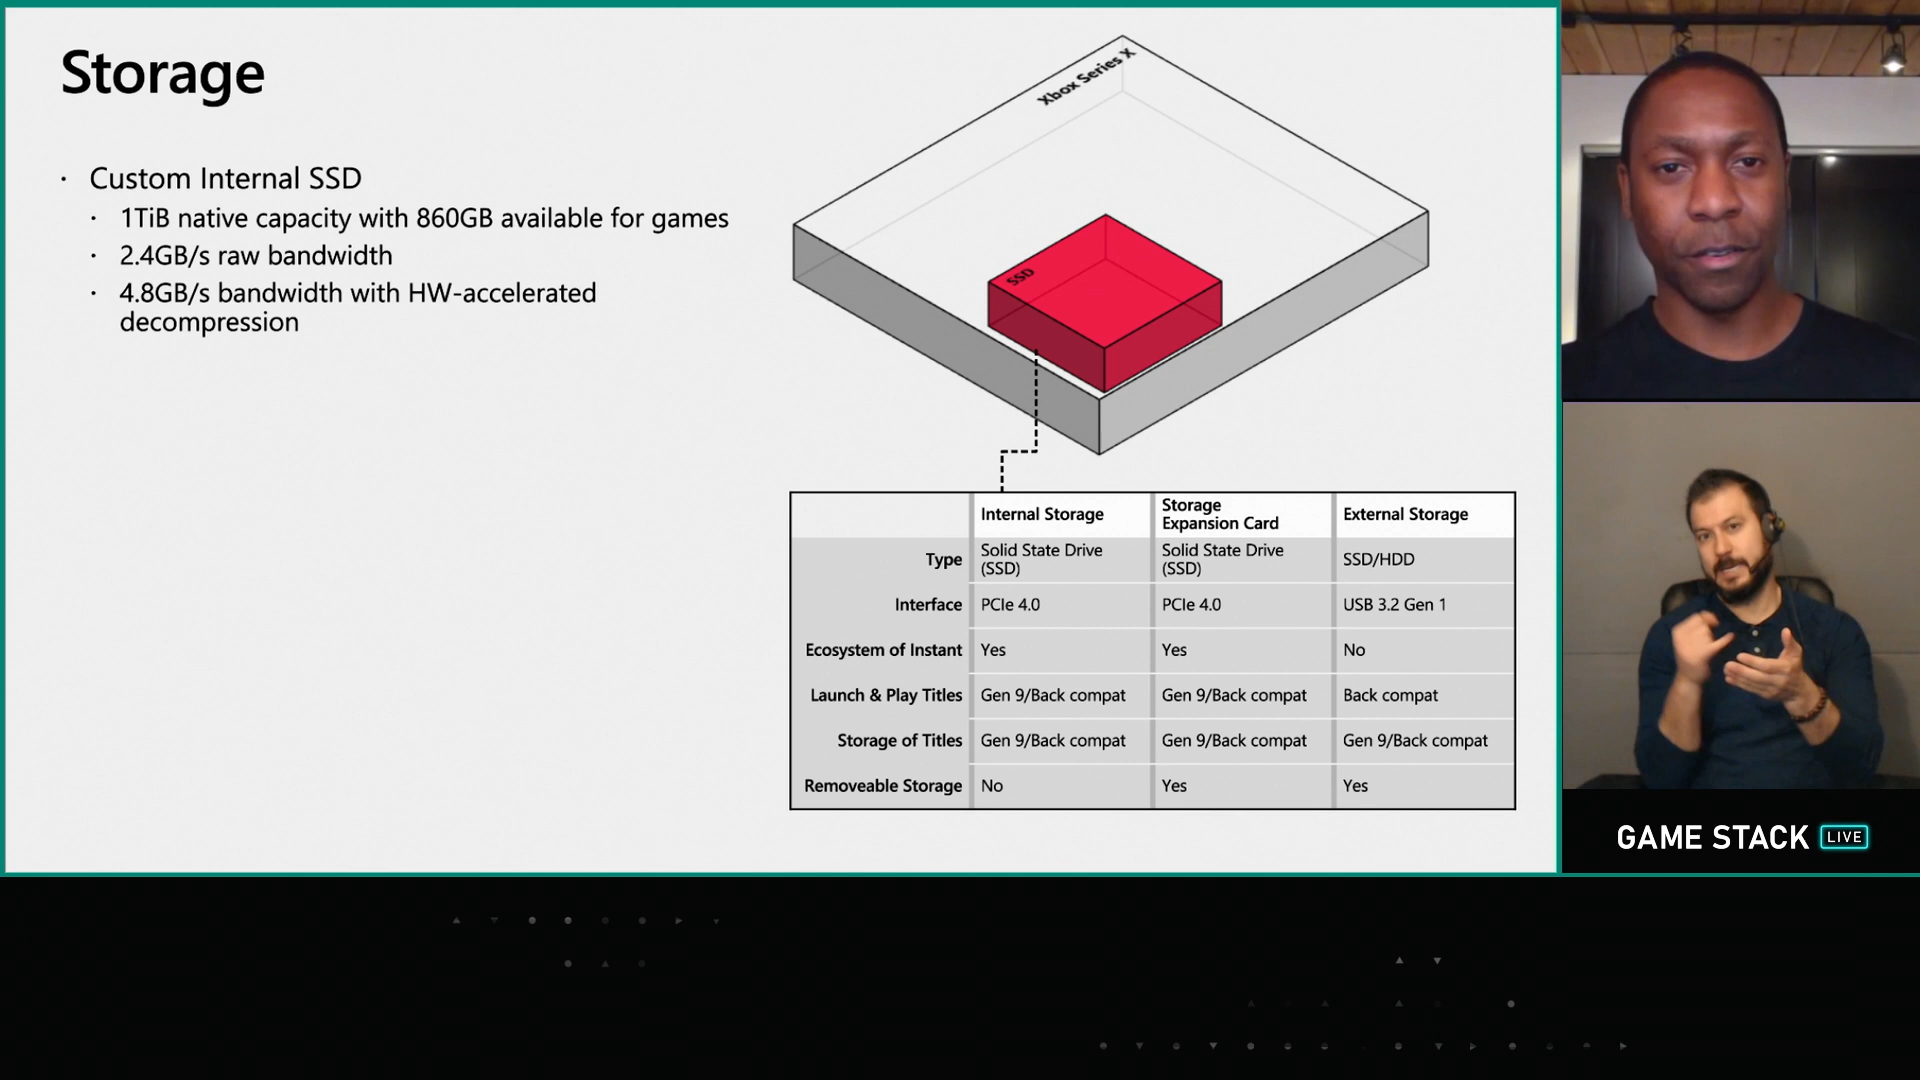 Storage
· Custom Internal SSD
· 1TiB native capacity with 860GB available for games
· 2.4GB/s raw bandwidth
· 4.8GB/s bandwidth with HW-accelerated
decompression
Xbox Series X
SSD
Internal Storage
Storage
Expansion Card
External Storage
Type
Solid State Drive
(SSD)
Solid State Drive
(SSD)
SSD/HDD
Interface
PCIe 4.0
PCIe 4.0
USB 3.2 Gen 1
Ecosystem of Instant
Yes
Yes
No
Launch & Play Titles
Gen 9/Back compat
Gen 9/Back compat
Back compat
Storage of Titles
Gen 9/Back compat
Gen 9/Back compat
Gen 9/Back compat
Removeable Storage
No
Yes
Yes
GAME STACK LIVE